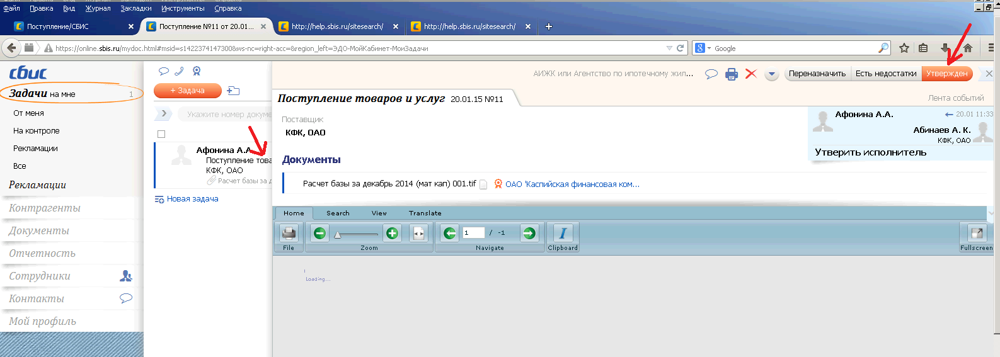 Файл Правка Вид Журнал Закладки Инструменты Справка
Поступление/СБИС
Поступление №11 от 20.01....
http://help.sbis.ru/sitesearch/
http://help.sbis.ru/sitesearch/
https://online.sbis.ru/mydoc.html#msid=s1422374147300&ws-nc=right-acc=&region_left=ЭДО-МойКабинет-МоиЗадачи
Google
сбис
Задачи на мне 1
От меня
На контроле
Рекламации
Все
Рекламации
Контрагенты
Документы
Отчетность
Сотрудники
Контакты
Мой профиль
+ Задача
Укажите номер докуме
Афонина А.А
Поступление това
КФК, ОАО
Расчет базы за д
Новая задача
АИЖК или Агентство по ипотечному жил...
Переназначить Есть недостатки Утвержден
Поступление товаров и услуг 20.01.15 №11
Лента событий
Поставщик
КФК, ОАО
Афонина А.А. 20.01 11:33
Абинаев А. К.
КФК, ОАО
Утверить исполнитель
Документы
Расчет базы за декабрь 2014 (мат кап) 001.tif ОАО 'Каспийская финансовая ком...
Home Search View Translate
1 / -1
File Zoom Navigate Clipboard Fullscreen
Loading...